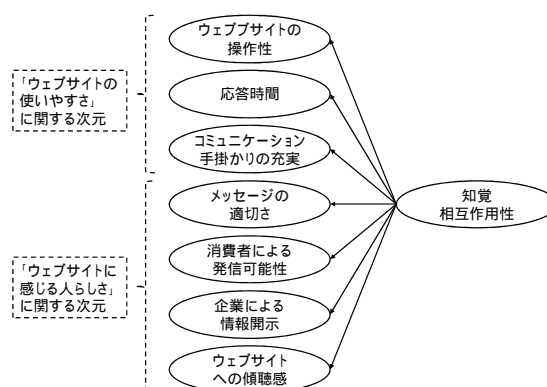 ウェブブサイトの
操作性
応答時間
コミュニケーション
手掛かりの充実
メッセージの
適切さ
消費者による
発信可能性
企業による
情報開示
ウェブサイト
への傾聴感
「ウェブサイトの
使いやすさ」
に関する次元
「ウェブサイトに
感じる人らしさ」
に関する次元
知覚
相互作用性